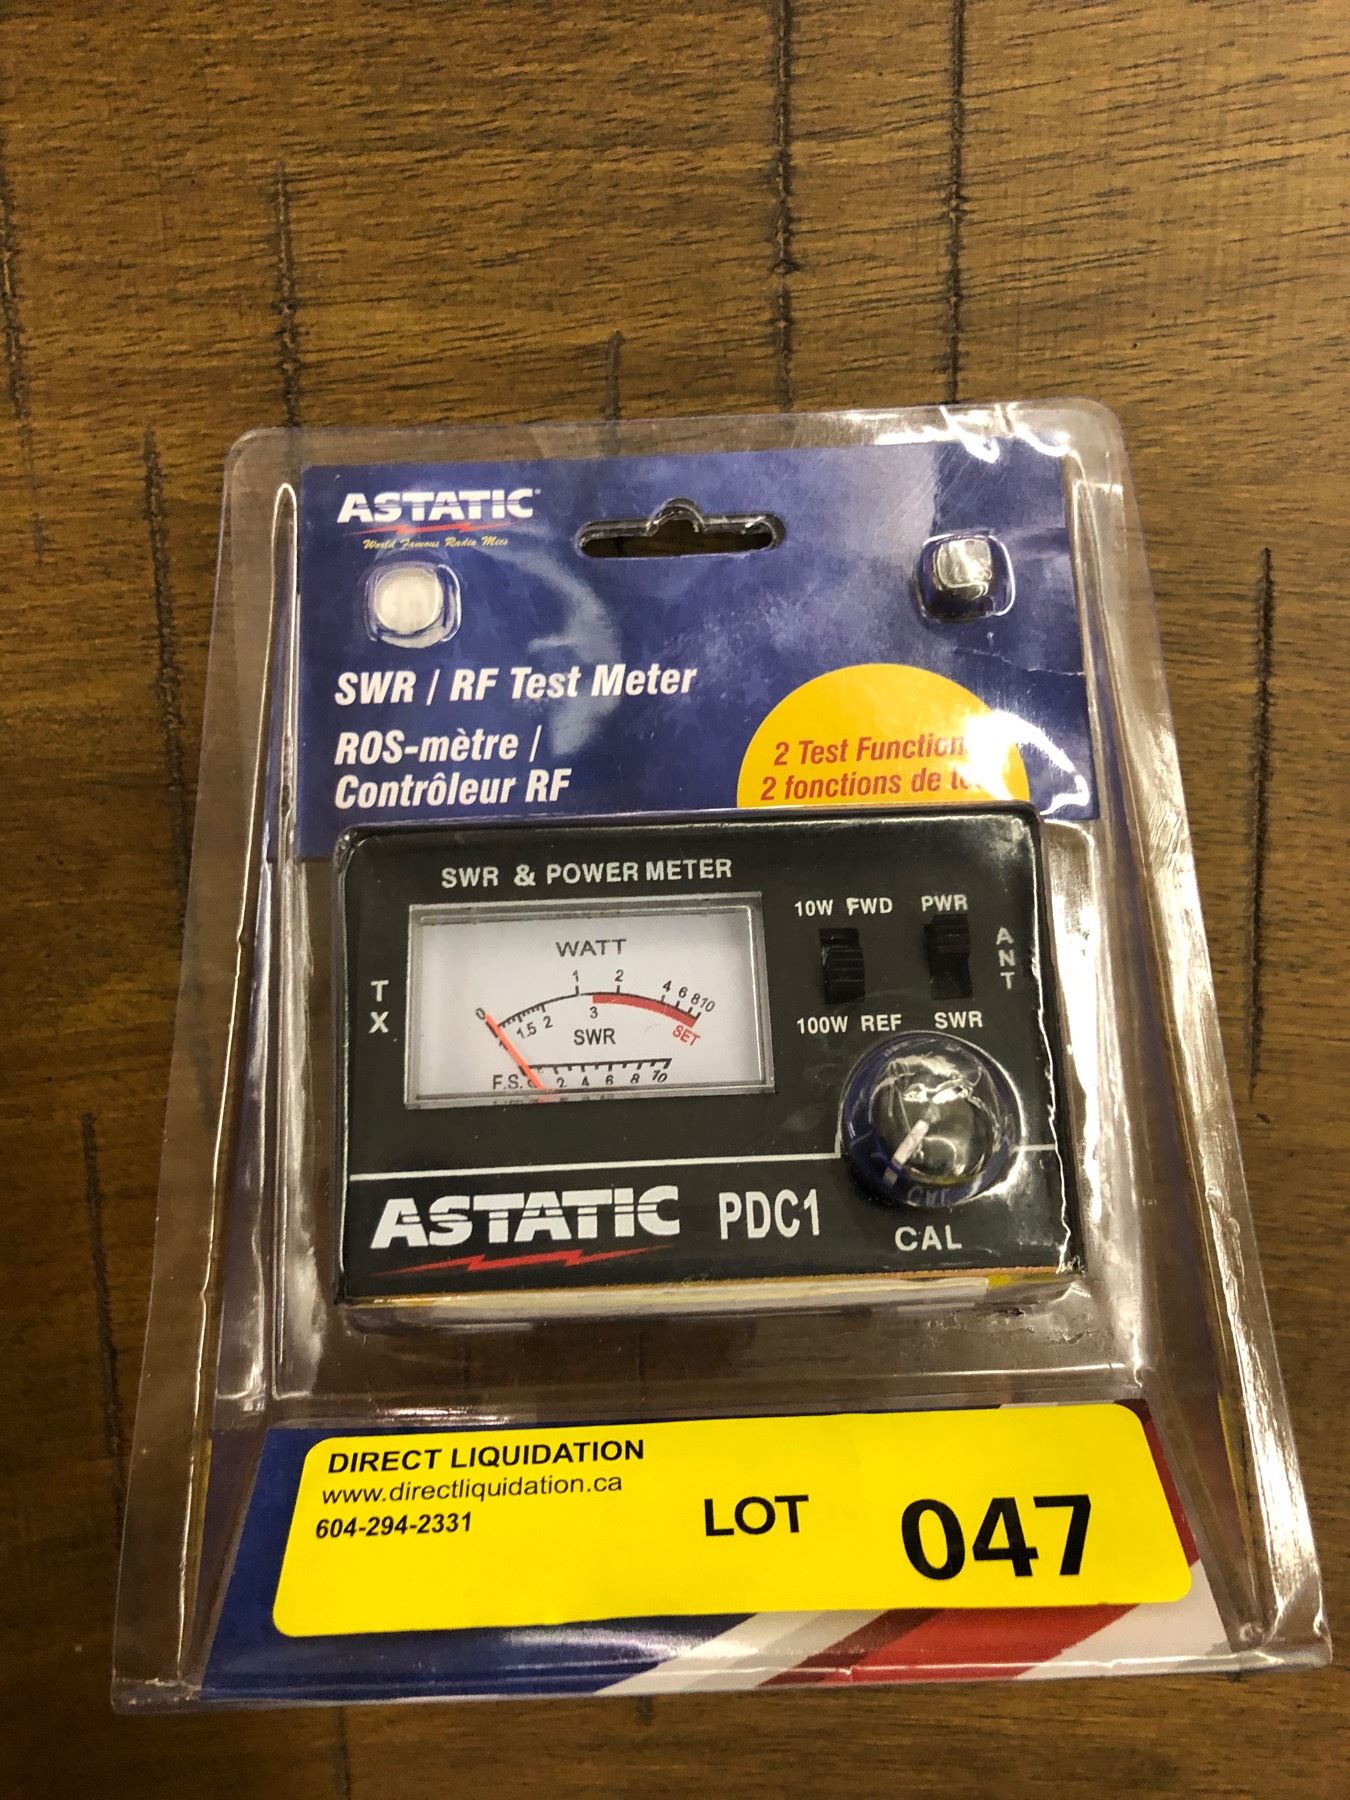 ASTATIC
World Famous Radio Mics
SWR / RF Test Meter
ROS-mètre /
Contrôleur RF
2 Test Function
2 fonctions de
SWR & POWER METER
10W FWD PWR
WATT
TX
ANT
1 2 4 6 8 10
0 1.5 2 3 SET
SWR
F.S. 0 2 4 6 8 10
100W REF SWR
ASTATIC PDC1
CAL
DIRECT LIQUIDATION
www.directliquidation.ca
604-294-2331
LOT 047